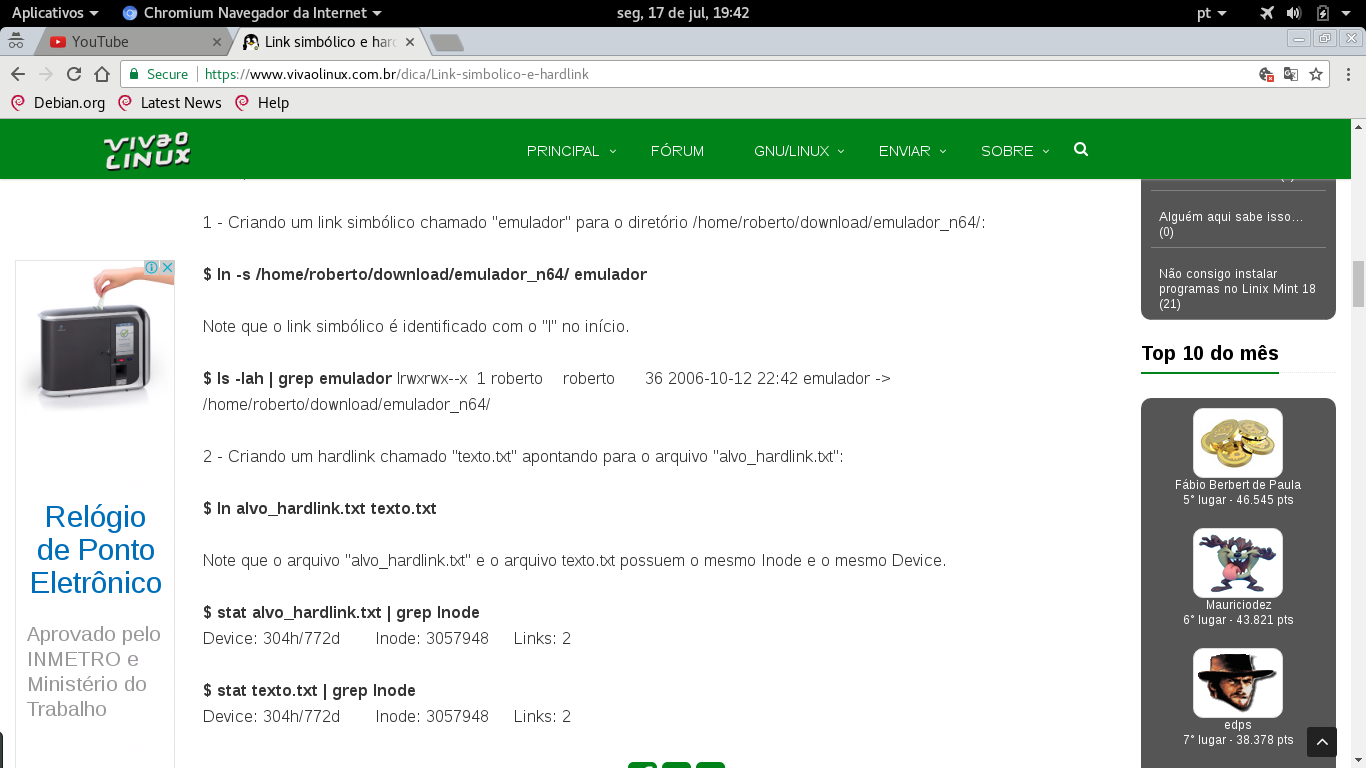 Aplicativos
Chromium Navegador da Internet
seg, 17 de jul, 19:42
pt
YouTube
Link simbólico e hard
Secure
https://www.vivaolinux.com.br/dica/Link-simbolico-e-hardlink
Debian.org
Latest News
Help
VIVAO LINUX
PRINCIPAL
FÓRUM
GNU/LINUX
ENVIAR
SOBRE
1 - Criando um link simbólico chamado "emulador" para o diretório /home/roberto/download/emulador_n64/:
$ ln -s /home/roberto/download/emulador_n64/ emulador
Note que o link simbólico é identificado com o "l" no início.
$ ls -lah | grep emulador lrwxrwx--x 1 roberto roberto 36 2006-10-12 22:42 emulador ->
/home/roberto/download/emulador_n64/
2 - Criando um hardlink chamado "texto.txt" apontando para o arquivo "alvo_hardlink.txt":
$ ln alvo_hardlink.txt texto.txt
Note que o arquivo "alvo_hardlink.txt" e o arquivo texto.txt possuem o mesmo Inode e o mesmo Device.
$ stat alvo_hardlink.txt | grep Inode
Device: 304h/772d Inode: 3057948 Links: 2
$ stat texto.txt | grep Inode
Device: 304h/772d Inode: 3057948 Links: 2
Relógio
de Ponto
Eletrônico
Aprovado pelo
INMETRO e
Ministério do
Trabalho
Alguém aqui sabe isso...
(0)
Não consigo instalar
programas no Linix Mint 18
(21)
Top 10 do mês
Fábio Berbert de Paula
5° lugar - 46.545 pts
Mauriciodez
6° lugar - 43.821 pts
edps
7° lugar - 38.378 pts